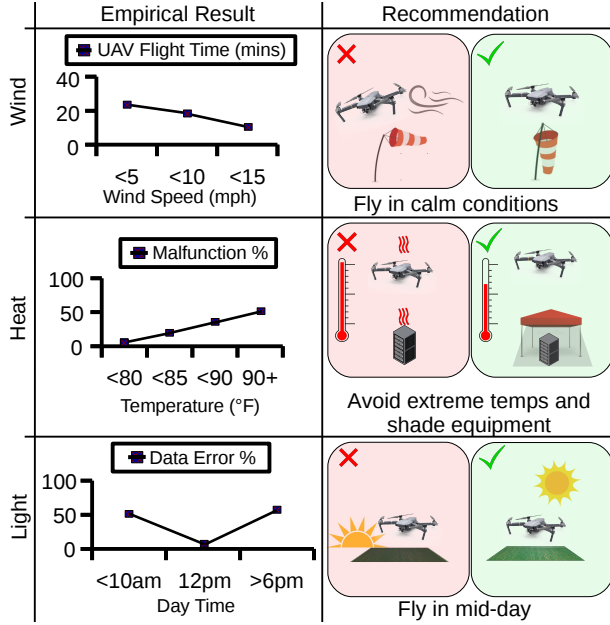 Empirical Result
Recommendation
Wind
UAV Flight Time (mins)
40
20
0
<5 <10 <15
Wind Speed (mph)
Fly in calm conditions
Heat
Malfunction %
100
50
0
<80 <85 <90 90+
Temperature (°F)
Avoid extreme temps and
shade equipment
Light
Data Error %
100
50
0
<10am 12pm >6pm
Day Time
Fly in mid-day